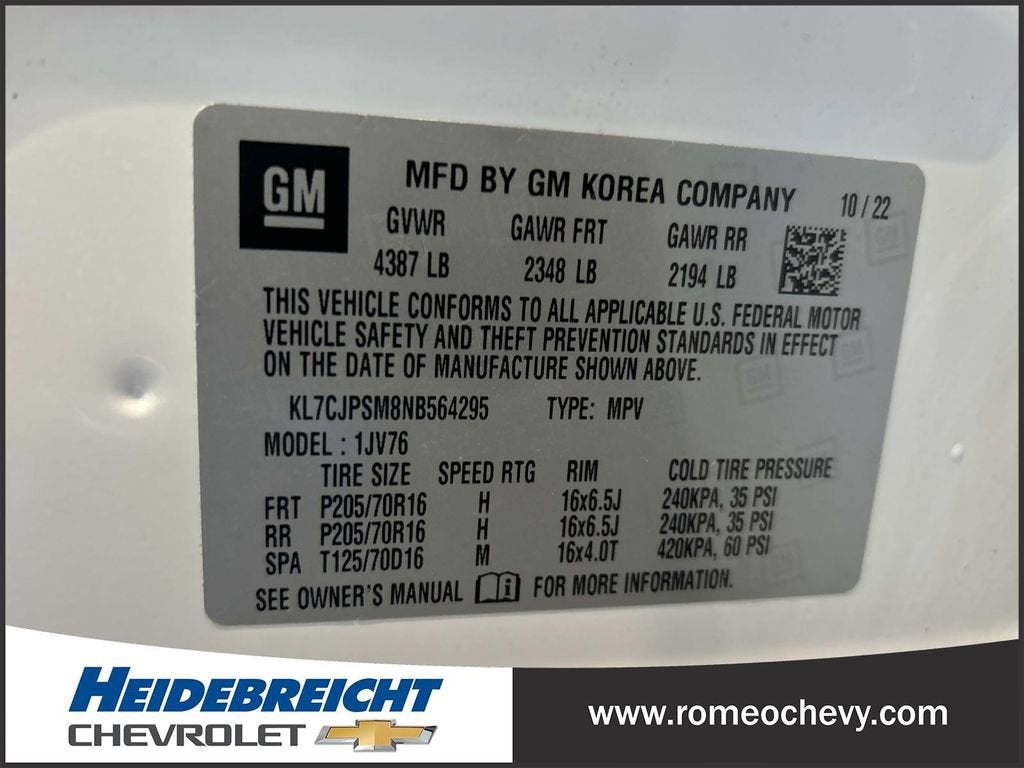 GM
MFD BY GM KOREA COMPANY 10/22
GVWR GAWR FRT GAWR RR
4387 LB 2348 LB 2194 LB
THIS VEHICLE CONFORMS TO ALL APPLICABLE U.S. FEDERAL MOTOR
VEHICLE SAFETY AND THEFT PREVENTION STANDARDS IN EFFECT
ON THE DATE OF MANUFACTURE SHOWN ABOVE.
KL7CJPSM8NB564295 TYPE: MPV
MODEL : 1JV76
TIRE SIZE SPEED RTG RIM COLD TIRE PRESSURE
FRT P205/70R16 H 16x6.5J 240KPA, 35 PSI
RR P205/70R16 H 16x6.5J 240KPA, 35 PSI
SPA T125/70D16 M 16x4.0T 420KPA, 60 PSI
SEE OWNER'S MANUAL i FOR MORE INFORMATION.
HEIDEBREICHT
CHEVROLET
www.romeochevy.com